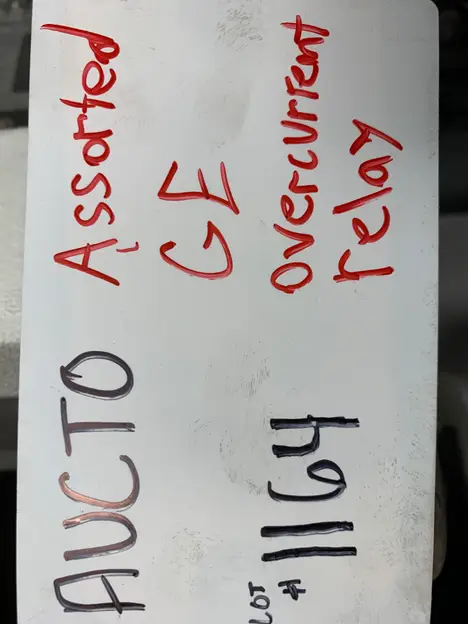 AUCTO
LOT
# 1164
Assorted
GE
overcurrent
relay